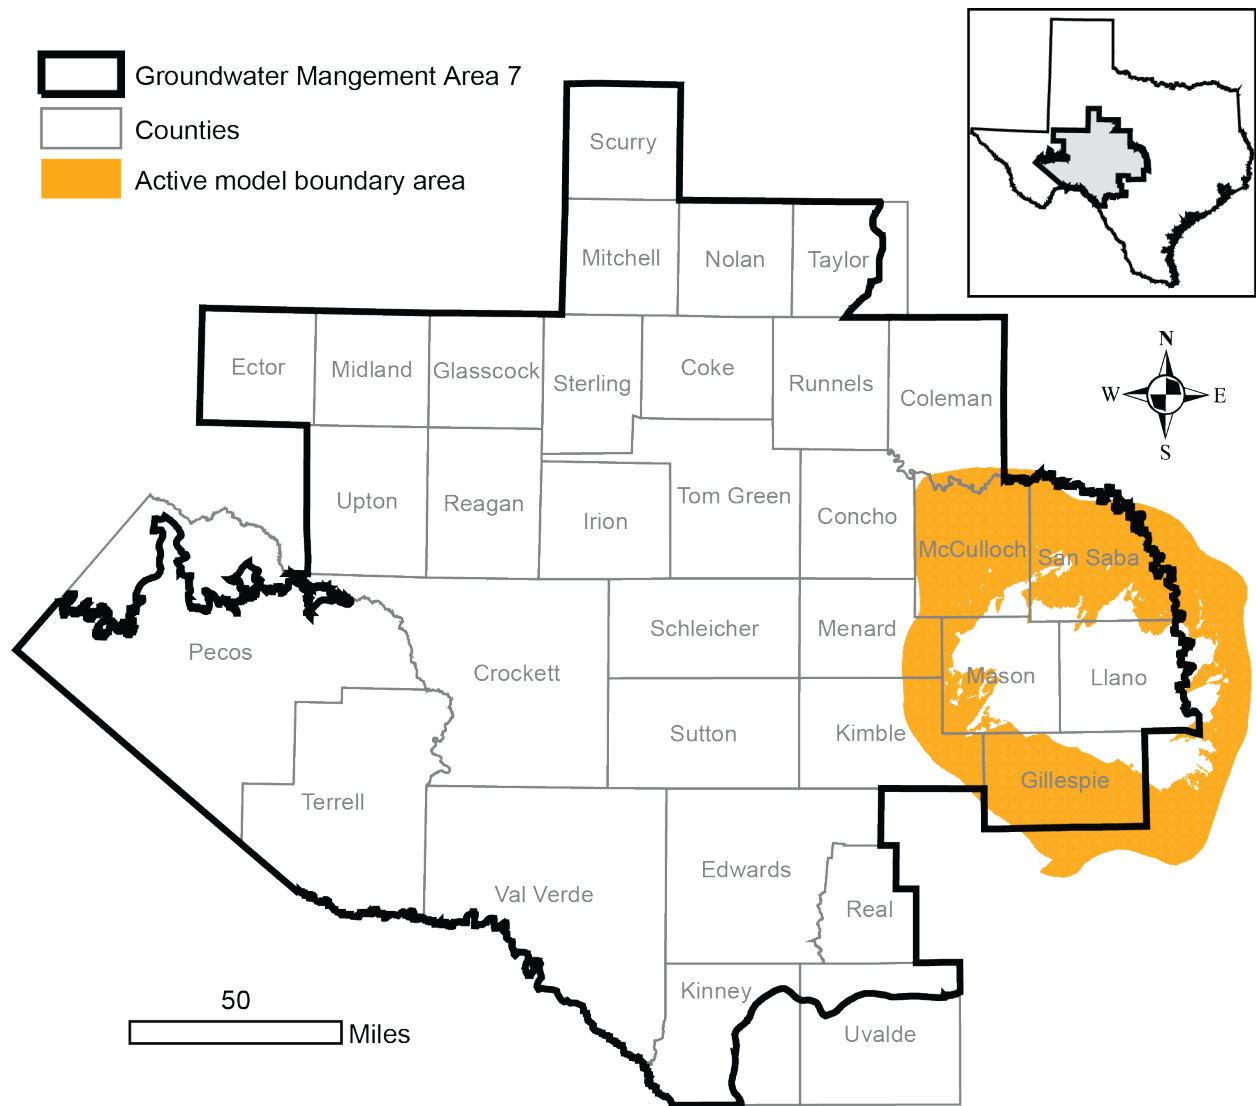 Groundwater Mangement Area 7
Counties
Active model boundary area
Scurry
Mitchell
Nolan
Taylor
Ector
Midland
Glasscock
Sterling
Coke
Runnels
Coleman
N
W
E
S
Upton
Reagan
Irion
Tom Green
Concho
McCulloch
San Saba
Pecos
Crockett
Schleicher
Menard
Mason
Llano
Sutton
Kimble
Gillespie
Terrell
Val Verde
Edwards
Real
Kinney
Uvalde
50
Miles